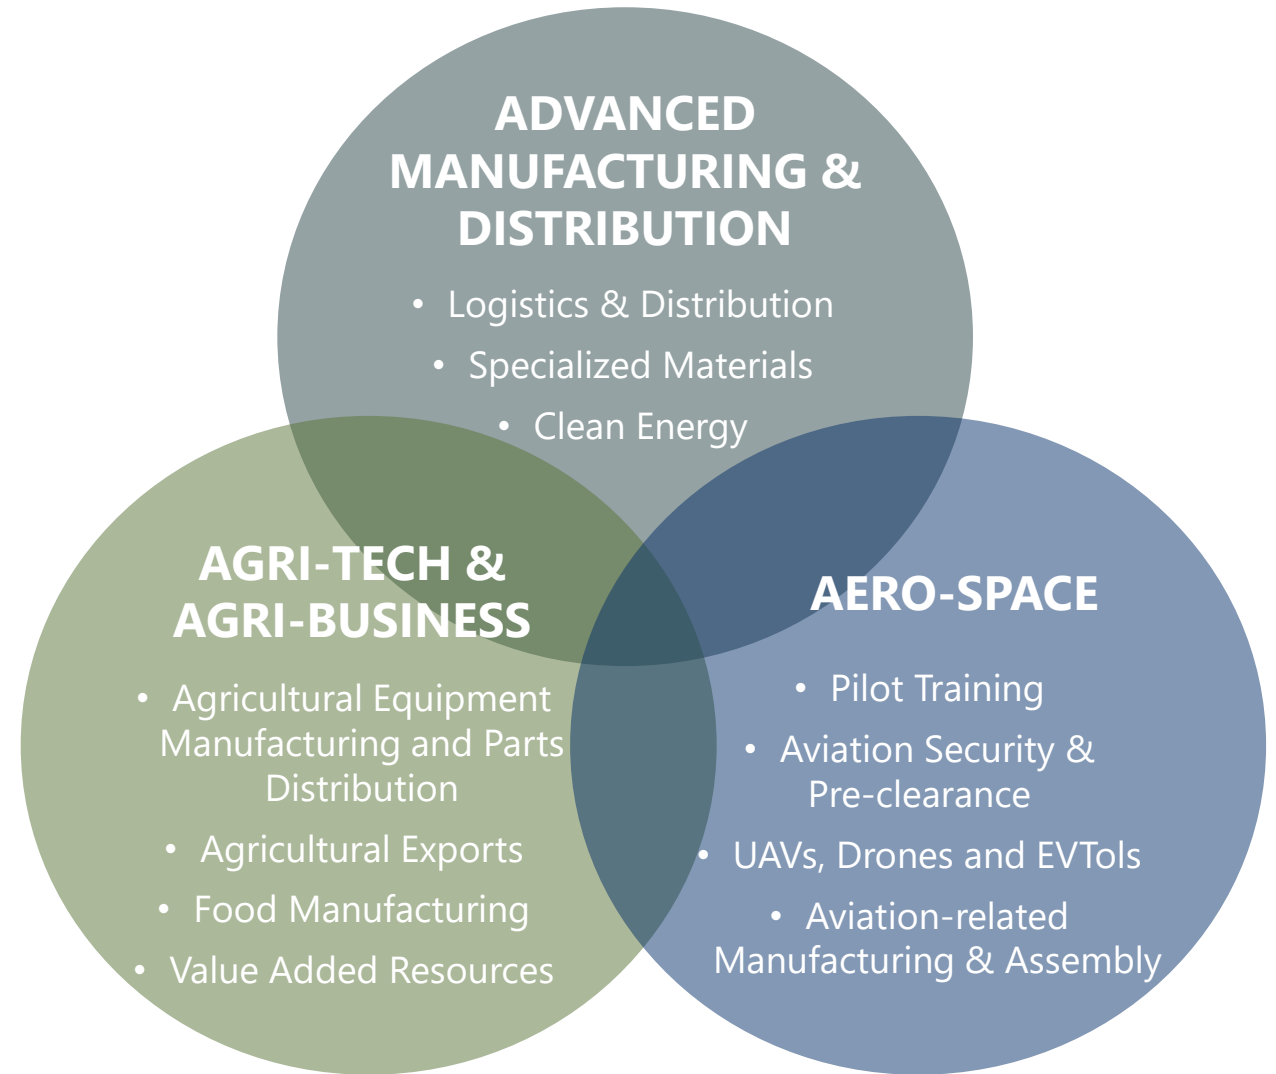 ADVANCED
MANUFACTURING &
DISTRIBUTION
• Logistics & Distribution
• Specialized Materials
• Clean Energy
AGRI-TECH &
AGRI-BUSINESS
• Agricultural Equipment
Manufacturing and Parts
Distribution
• Agricultural Exports
• Food Manufacturing
• Value Added Resources
AERO-SPACE
• Pilot Training
• Aviation Security &
Pre-clearance
• UAVs, Drones and EVTols
• Aviation-related
Manufacturing & Assembly